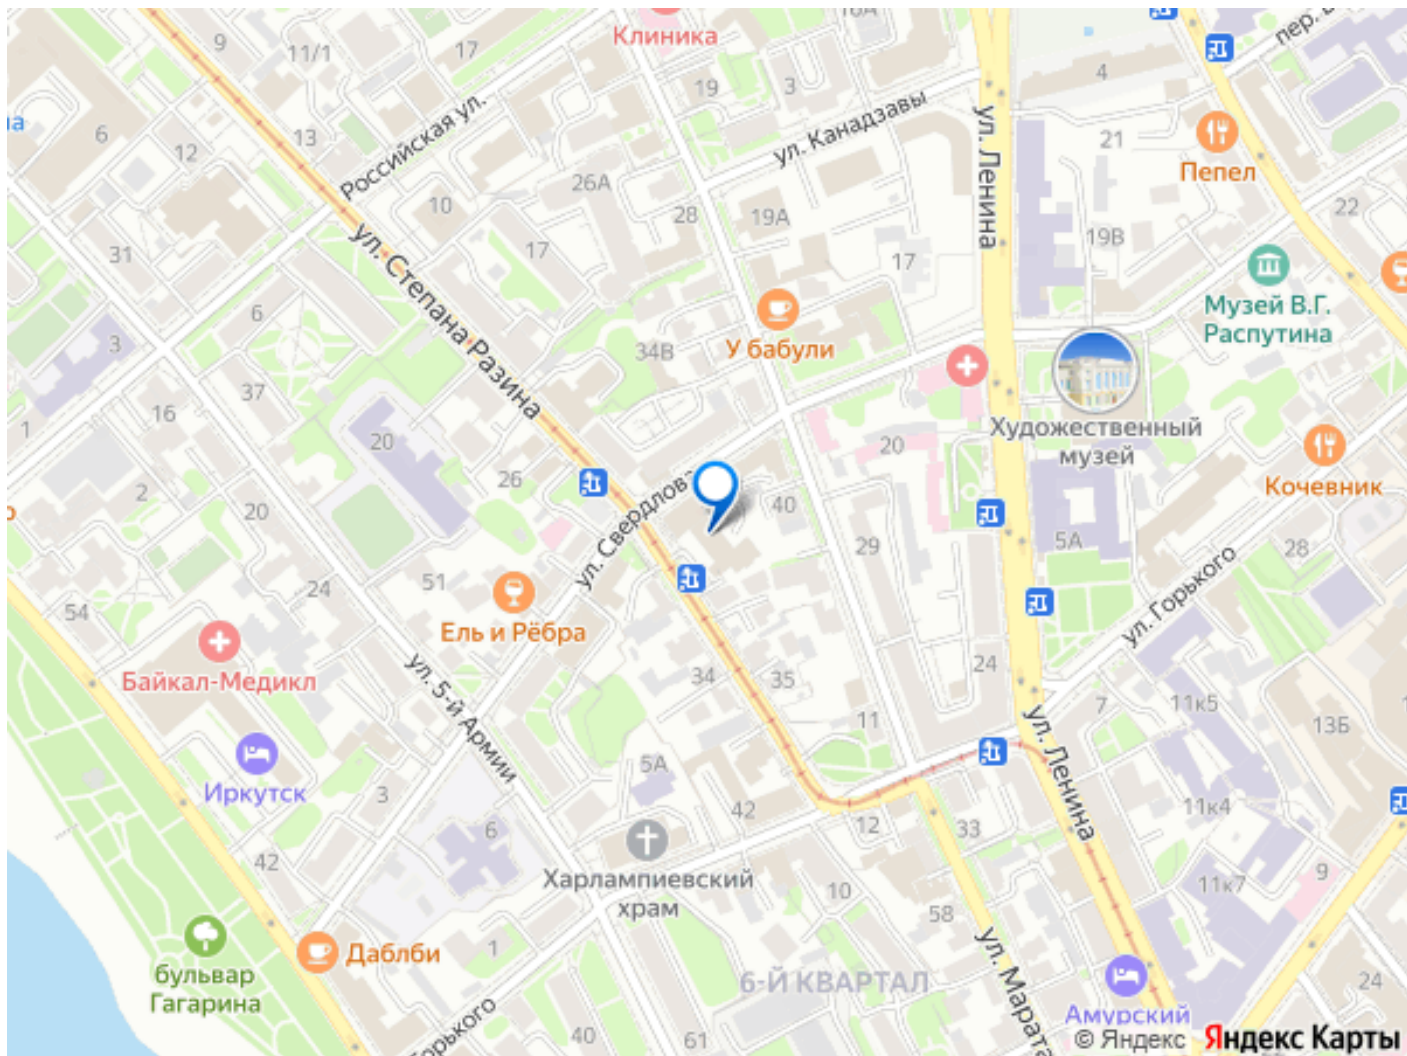 16А
Клиника
9
11/1
17
пер.
4
19
3
ул. Канадзавы
ул. Ленина
21
Пепел
6
12
13
Российская ул.
10
26А
28
19А
17
17
19В
22
31
ул. Степана Разина
6
3
34В
У бабули
Музей В.Г.
Распутина
37
16
1
20
26
20
Художественный
музей
Кочевник
2
20
ул. Свердлова
40
29
5А
28
24
51
54
Ель и Рёбра
ул. Горького
Байкал-Медикл
ул. 5-й Армии
34
35
24
11
7
11к5
13Б
ул. Ленина
Иркутск
3
5А
42
12
33
11к4
6
42
Харлампиевский
храм
10
58
11к7
9
1
Даблби
бульвар
Гагарина
6-Й КВАРТАЛ
ул. Марата
24
Амурский
40
61
© Яндекс Яндекс Карты